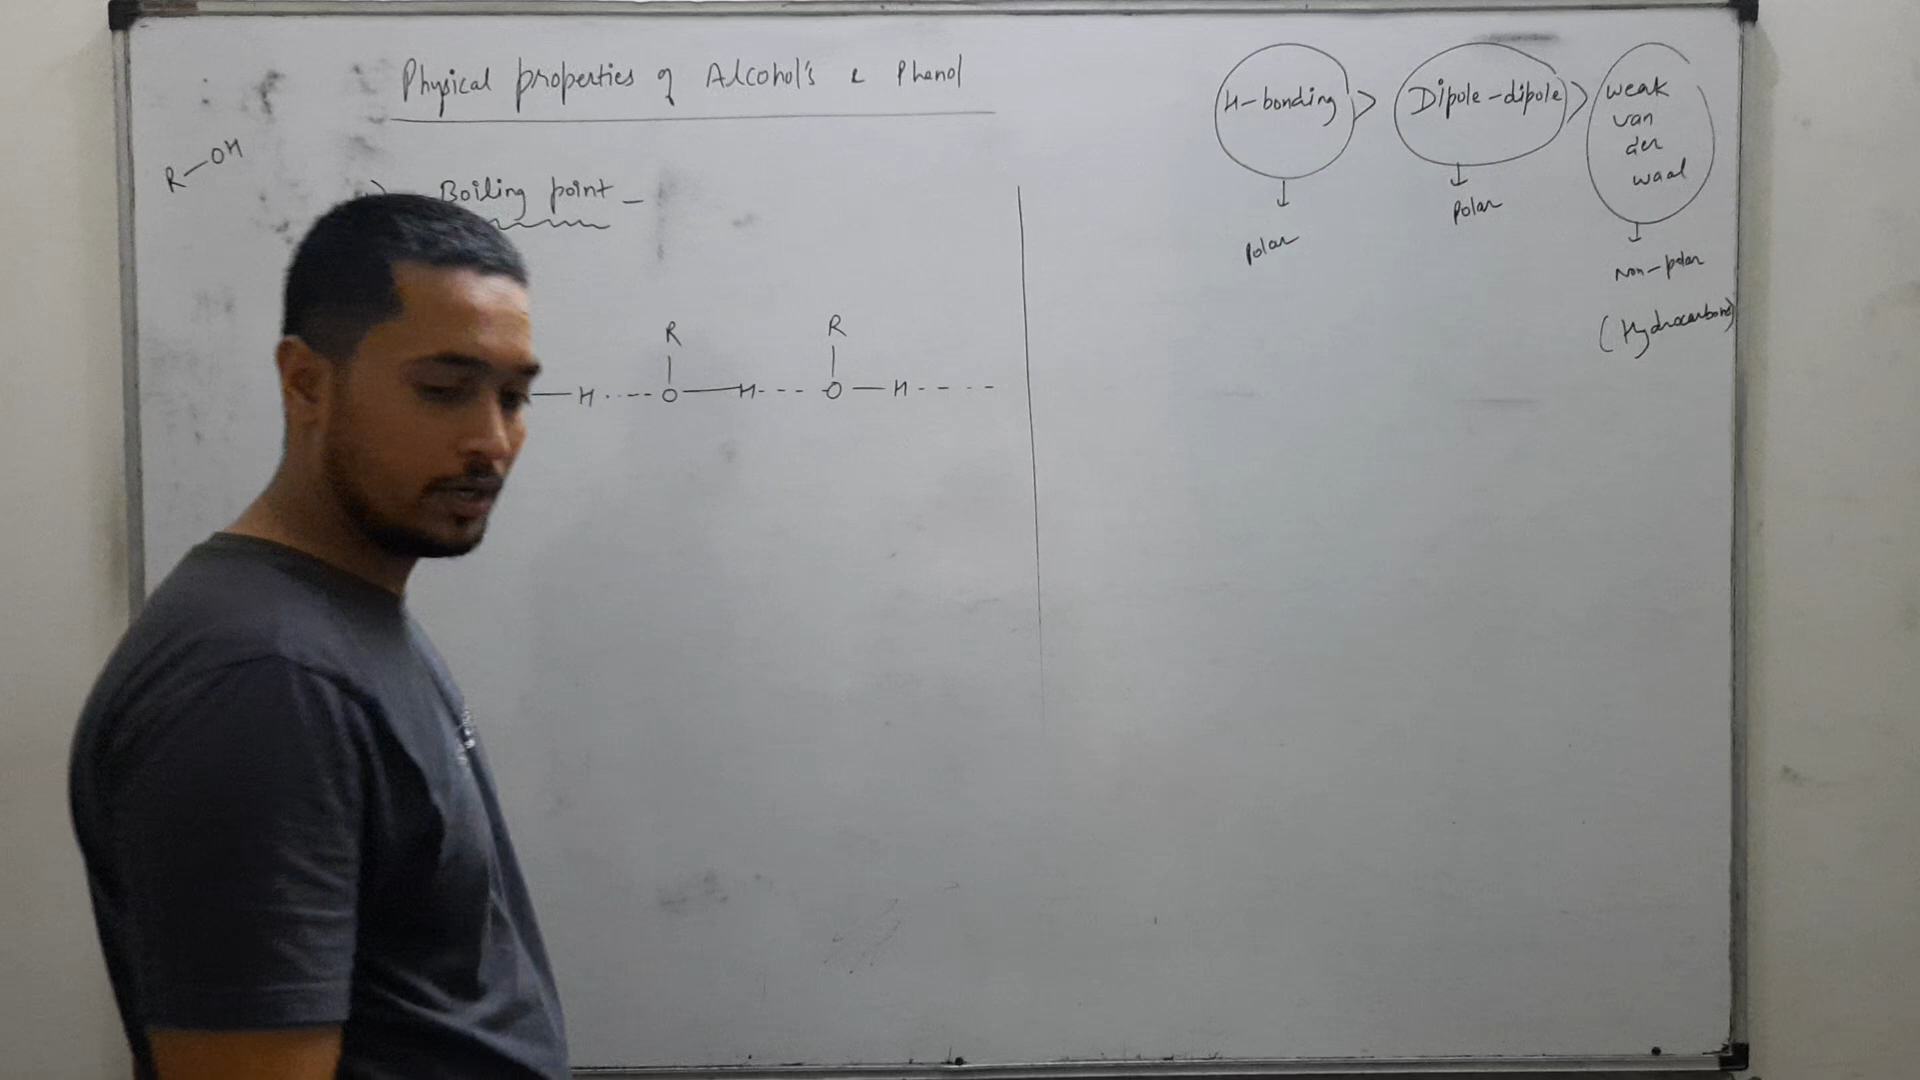 Physical properties of Alcohol's & Phenol
R-OH
Boiling point -
R R
-H----O-H----O-H----
H-bonding > Dipole-dipole > weak
van
der
waal
↓ ↓ ↓
Polar Polar Non-polar
(Hydrocarbons)